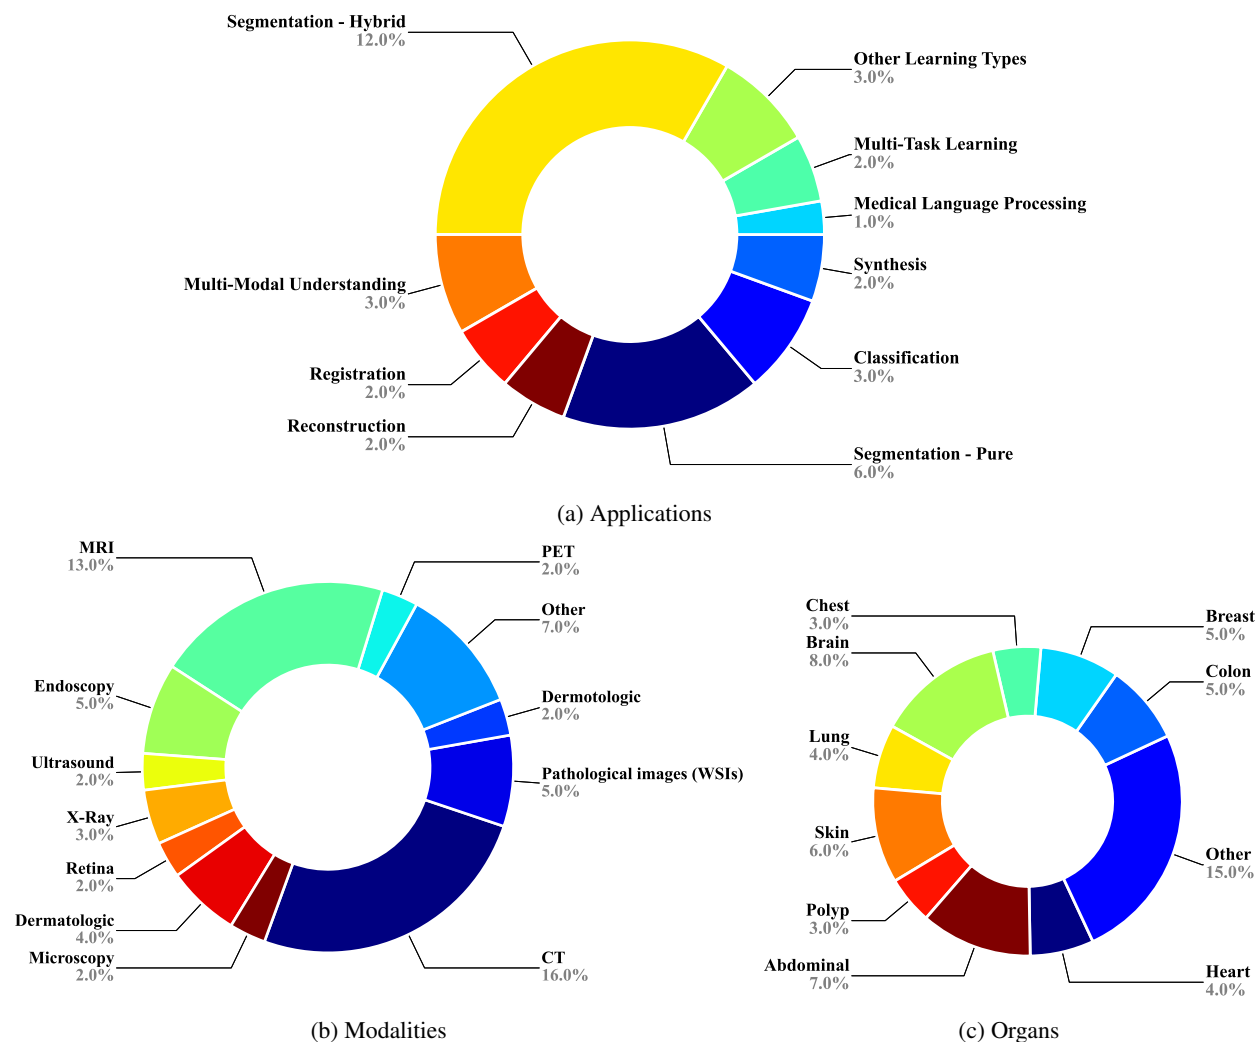 Segmentation - Hybrid
12.0%
Other Learning Types
3.0%
Multi-Task Learning
2.0%
Medical Language Processing
1.0%
Synthesis
2.0%
Multi-Modal Understanding
3.0%
Classification
3.0%
Registration
2.0%
Reconstruction
2.0%
Segmentation - Pure
6.0%
(a) Applications
MRI
13.0%
PET
2.0%
Other
7.0%
Endoscopy
5.0%
Dermotologic
2.0%
Ultrasound
2.0%
Pathological images (WSIs)
5.0%
X-Ray
3.0%
Retina
2.0%
Dermatologic
4.0%
Microscopy
2.0%
CT
16.0%
(b) Modalities
Chest
3.0%
Breast
5.0%
Brain
8.0%
Colon
5.0%
Lung
4.0%
Skin
6.0%
Other
15.0%
Polyp
3.0%
Abdominal
7.0%
Heart
4.0%
(c) Organs